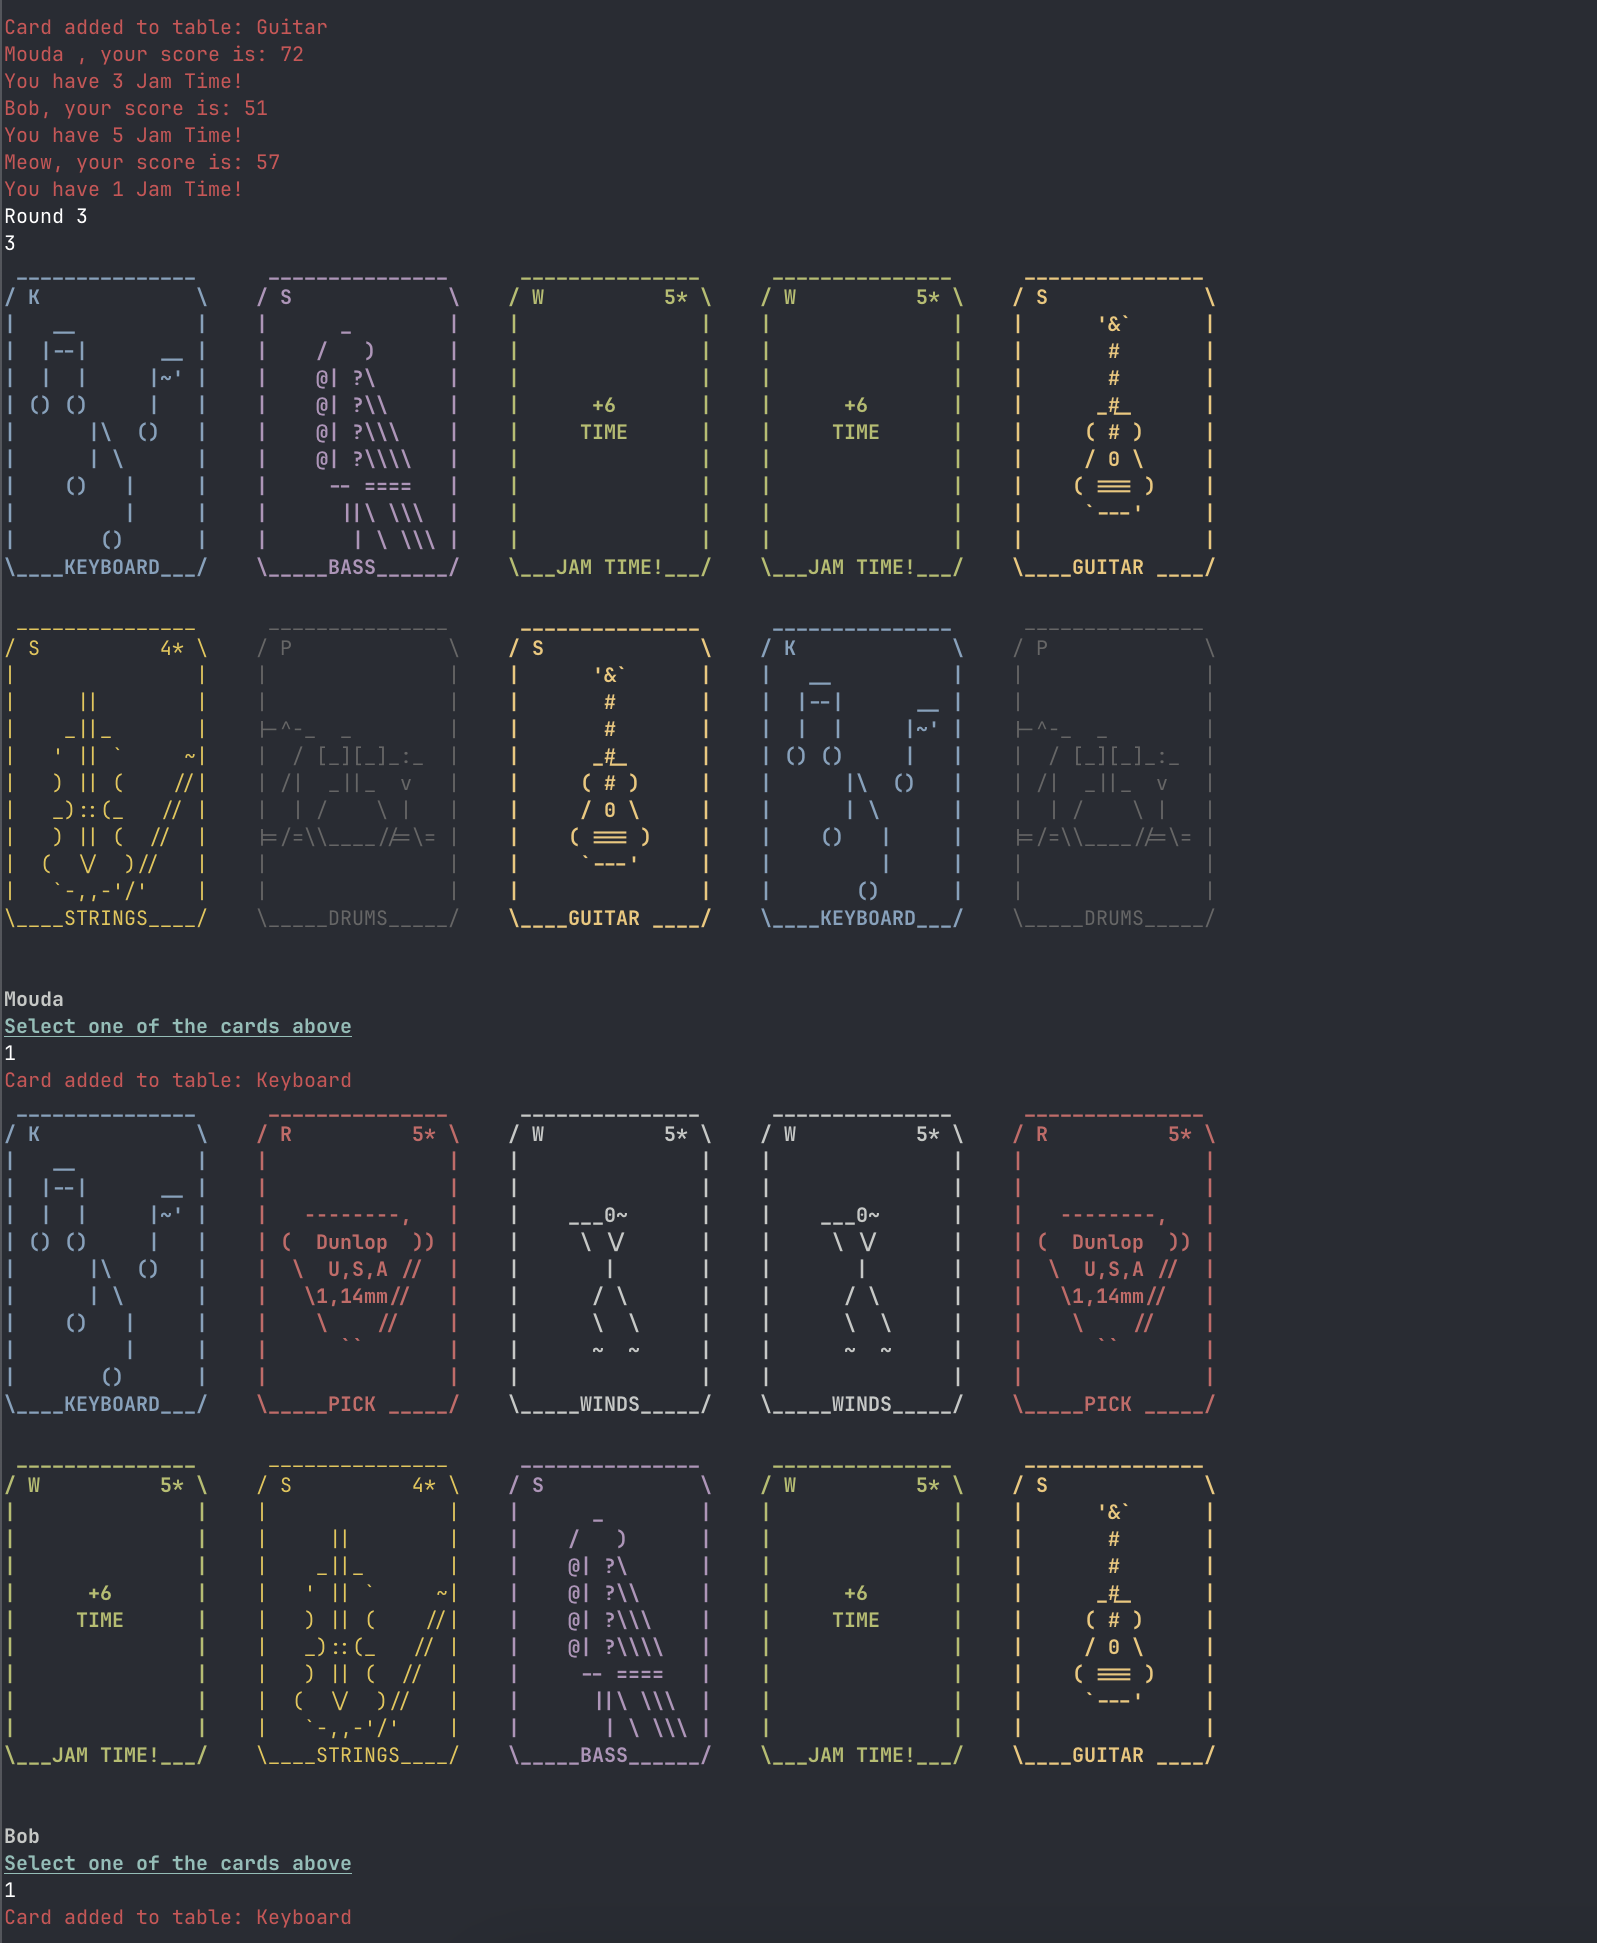 Card added to table: Guitar
Mouda , your score is: 72
You have 3 Jam Time!
Bob, your score is: 51
You have 5 Jam Time!
Meow, your score is: 57
You have 1 Jam Time!
Round 3
3
K S W 5* W 5* S
+6 +6
TIME TIME
KEYBOARD BASS JAM TIME! JAM TIME! GUITAR
S 4* P S K P
STRINGS DRUMS GUITAR KEYBOARD DRUMS
Mouda
Select one of the cards above
1
Card added to table: Keyboard
K R 5* W 5* W 5* R 5*
Dunlop Dunlop
U,S,A U,S,A
1,14mm 1,14mm
KEYBOARD PICK WINDS WINDS PICK
W 5* S 4* S W 5* S
+6 +6
TIME TIME
JAM TIME! STRINGS BASS JAM TIME! GUITAR
Bob
Select one of the cards above
1
Card added to table: Keyboard